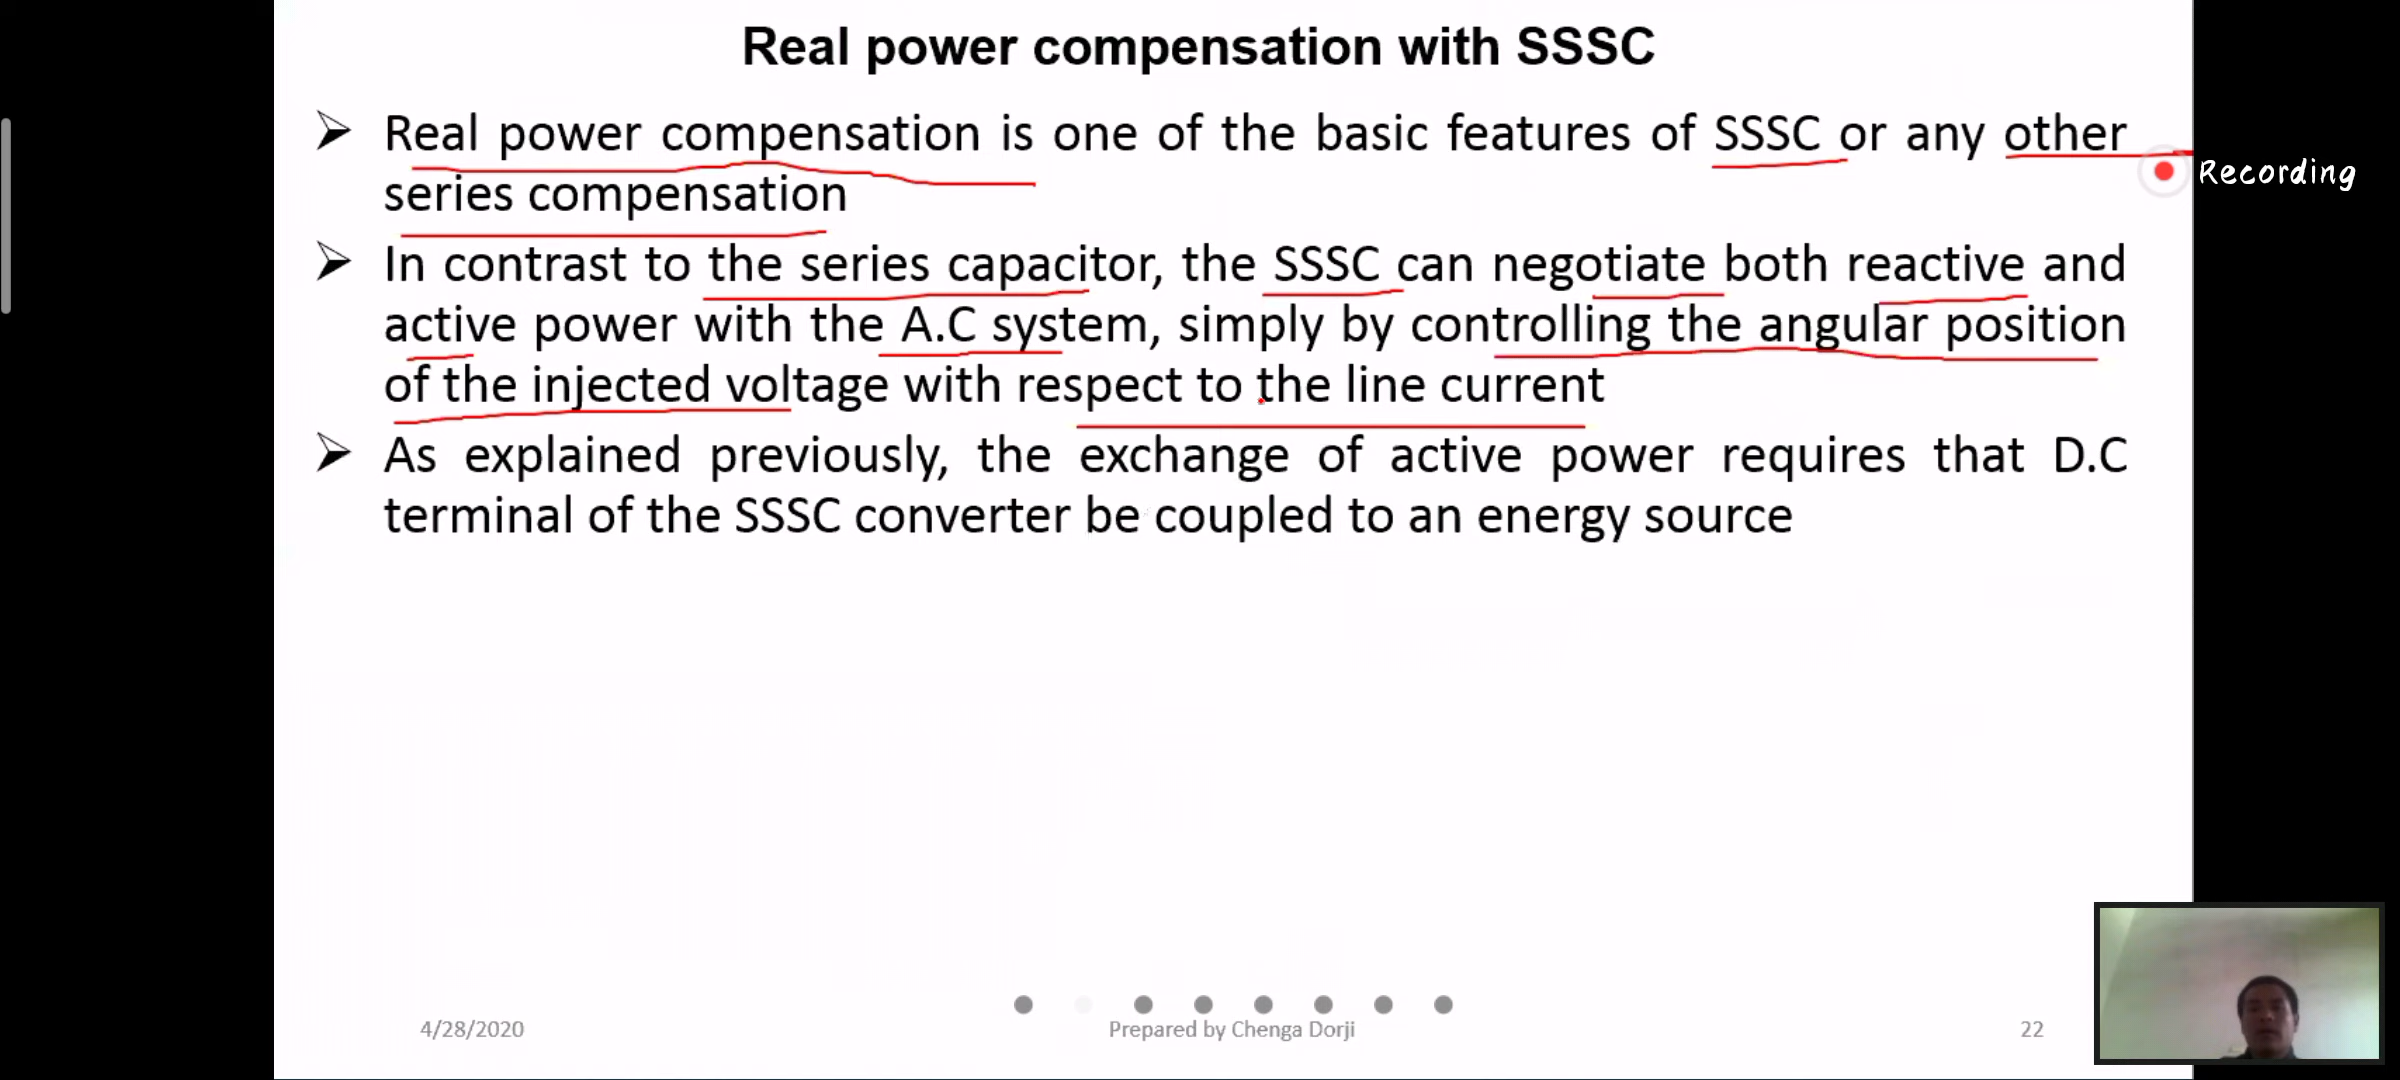 Real power compensation with SSSC
Real power compensation is one of the basic features of SSSC or any other
series compensation
Recording
In contrast to the series capacitor, the SSSC can negotiate both reactive and
active power with the A.C system, simply by controlling the angular position
of the injected voltage with respect to the line current
As explained previously, the exchange of active power requires that D.C
terminal of the SSSC converter be coupled to an energy source
4/28/2020
Prepared by Chenga Dorji
22